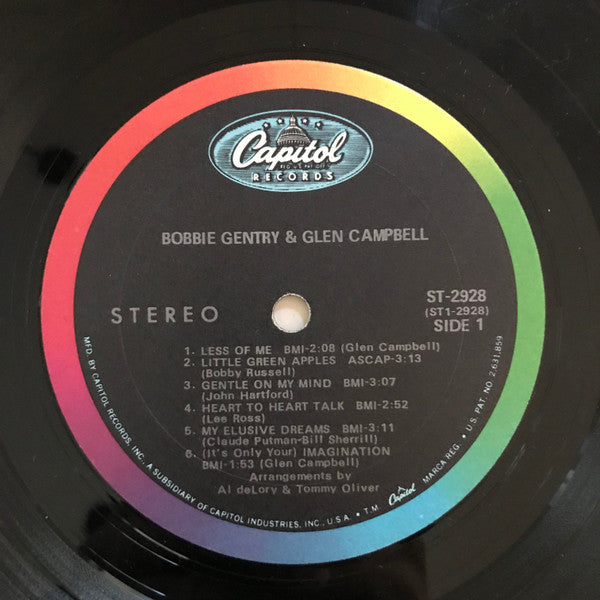 Capitol
REG. U.S. PAT. OFF.
RECORDS
BOBBIE GENTRY & GLEN CAMPBELL
STEREO
ST-2928
(ST1-2928)
SIDE 1
1. LESS OF ME BMI-2:08 (Glen Campbell)
2. LITTLE GREEN APPLES ASCAP-3:13
(Bobby Russell)
3. GENTLE ON MY MIND BMI-3:07
(John Hartford)
4. HEART TO HEART TALK BMI-2:52
(Lee Ross)
5. MY ELUSIVE DREAMS BMI-3:11
(Claude Putman-Bill Sherrill)
6. (It's Only Your) IMAGINATION
BMI-1:53 (Glen Campbell)
Arrangements by
Al deLory & Tommy Oliver
MFD. BY CAPITOL RECORDS, INC., A SUBSIDIARY OF CAPITOL INDUSTRIES, INC., U.S.A. • T.M. Capitol MARCA REG. • U.S. PAT. NO. 2,631,859